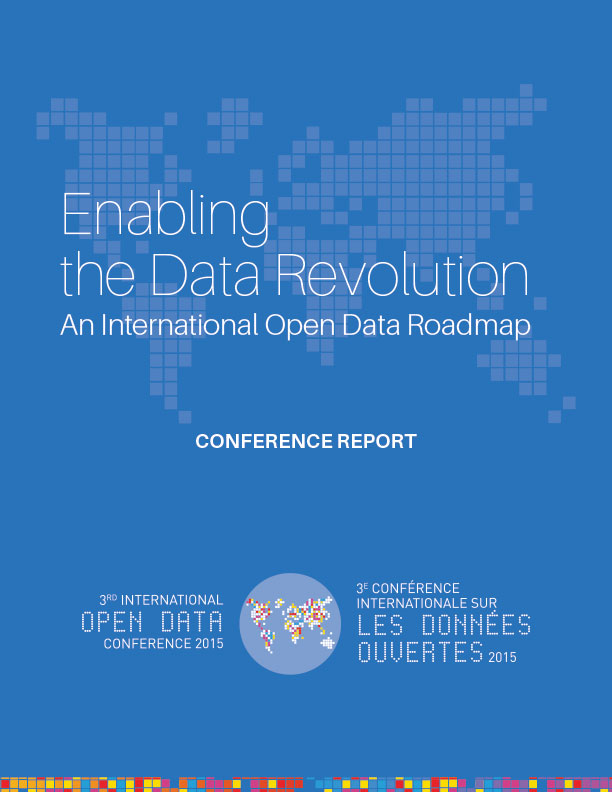 Enabling
the Data Revolution
An International Open Data Roadmap
CONFERENCE REPORT
3RD INTERNATIONAL
OPEN DATA
CONFERENCE 2015
3E CONFÉRENCE
INTERNATIONALE SUR
LES DONNÉES
OUVERTES 2015